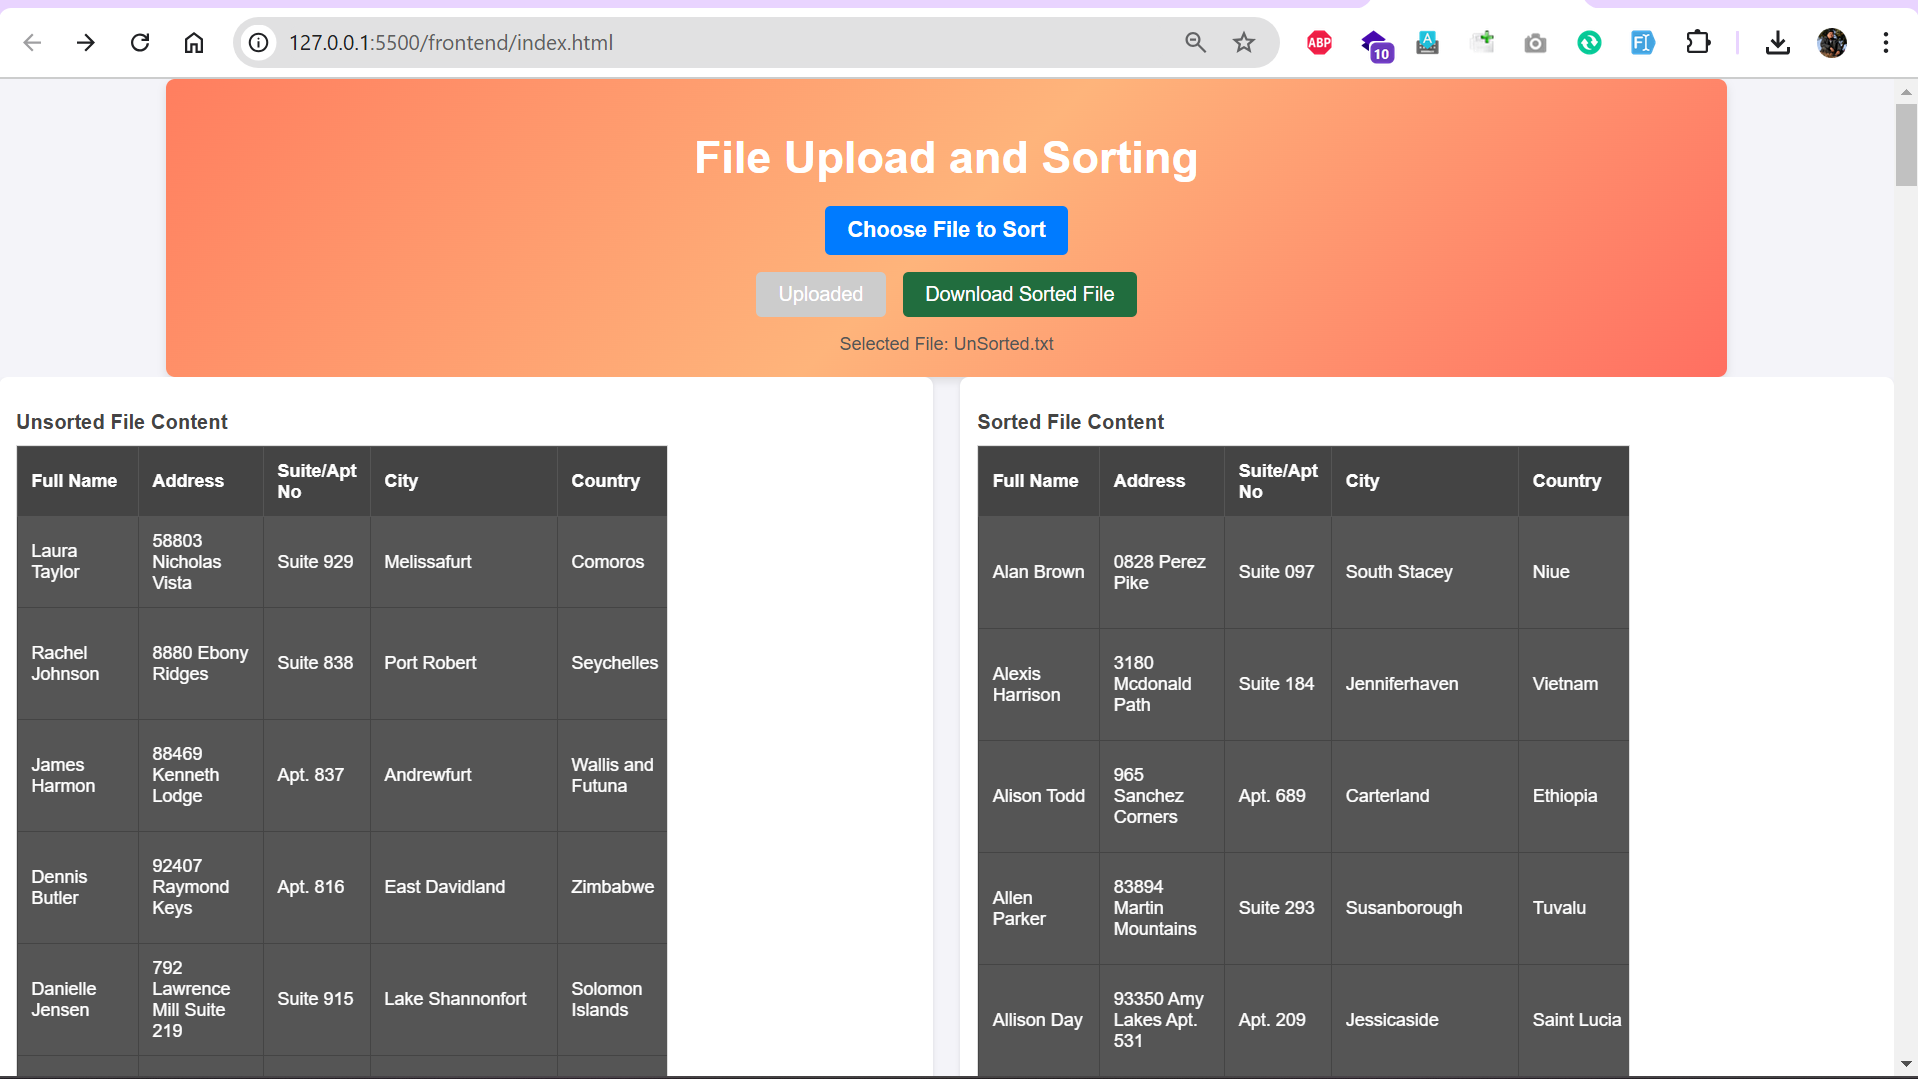 127.0.0.1:5500/frontend/index.html
ABP
10
A
FI
File Upload and Sorting
Choose File to Sort
Uploaded
Download Sorted File
Selected File: UnSorted.txt
Unsorted File Content
Full Name
Address
Suite/Apt
No
City
Country
Laura
Taylor
58803
Nicholas
Vista
Suite 929
Melissafurt
Comoros
Rachel
Johnson
8880 Ebony
Ridges
Suite 838
Port Robert
Seychelles
James
Harmon
88469
Kenneth
Lodge
Apt. 837
Andrewfurt
Wallis and
Futuna
Dennis
Butler
92407
Raymond
Keys
Apt. 816
East Davidland
Zimbabwe
Danielle
Jensen
792
Lawrence
Mill Suite
219
Suite 915
Lake Shannonfort
Solomon
Islands
Sorted File Content
Full Name
Address
Suite/Apt
No
City
Country
Alan Brown
0828 Perez
Pike
Suite 097
South Stacey
Niue
Alexis
Harrison
3180
Mcdonald
Path
Suite 184
Jenniferhaven
Vietnam
Alison Todd
965
Sanchez
Corners
Apt. 689
Carterland
Ethiopia
Allen
Parker
83894
Martin
Mountains
Suite 293
Susanborough
Tuvalu
Allison Day
93350 Amy
Lakes Apt.
531
Apt. 209
Jessicaside
Saint Lucia